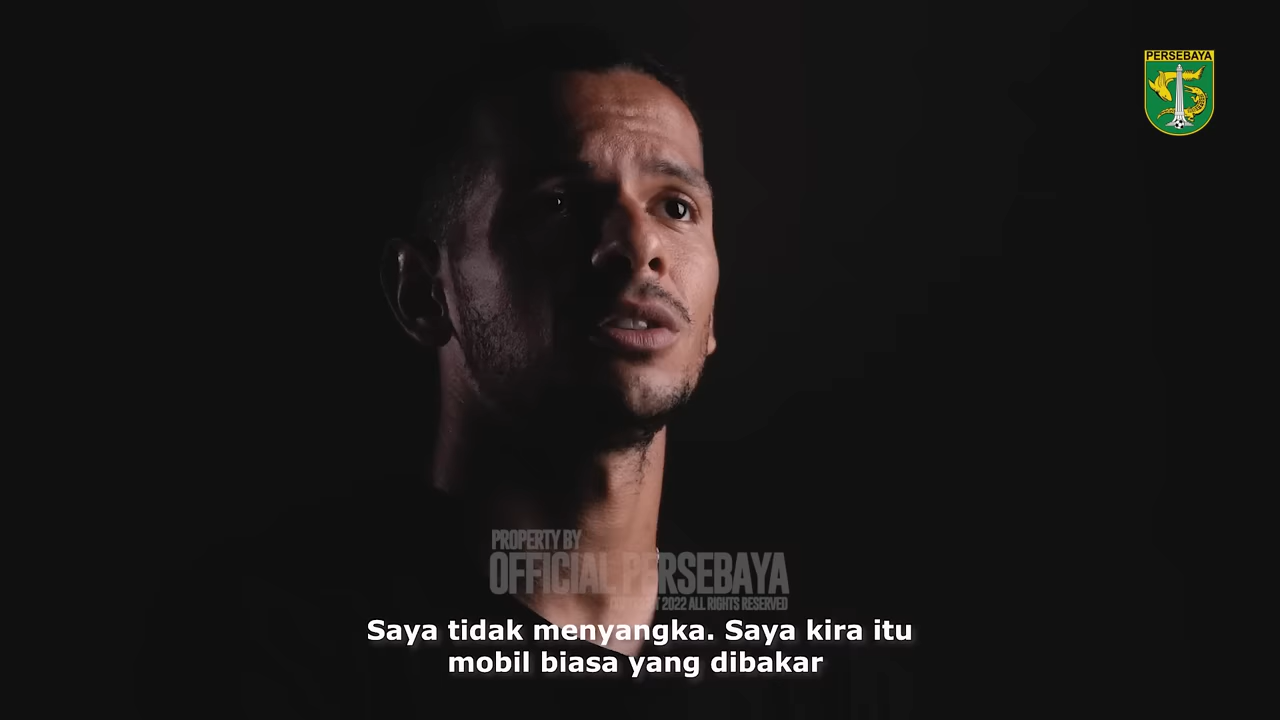 PERSEBAYA
PROPERTY BY
OFFICIAL PERSEBAYA
2022 ALL RIGHTS RESERVED
Saya tidak menyangka. Saya kira itu
mobil biasa yang dibakar